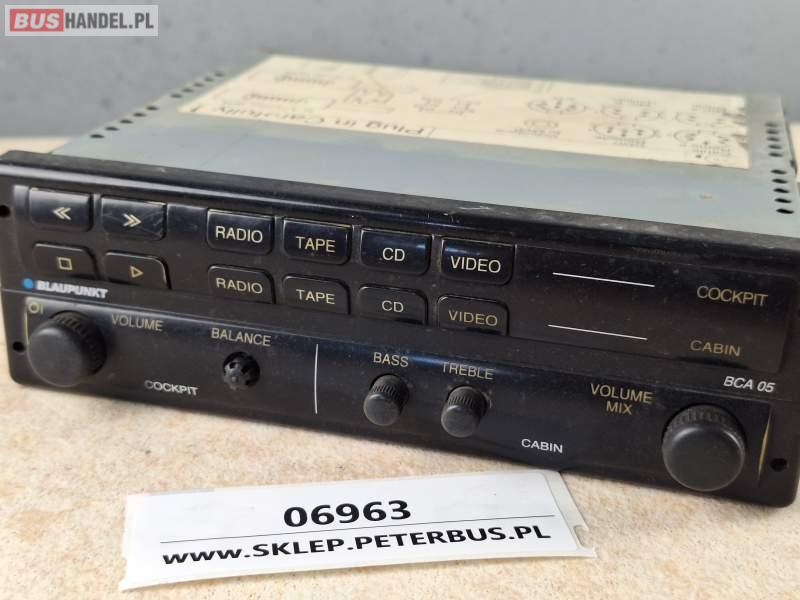 BUSHANDEL.PL
Plug in Carefully !
RADIO TAPE CD VIDEO
COCKPIT
RADIO TAPE CD VIDEO
CABIN
BLAUPUNKT
BCA 05
VOLUME
BALANCE
COCKPIT
BASS
TREBLE
VOLUME
MIX
CABIN
06963
www.SKLEP.PETERBUS.PL